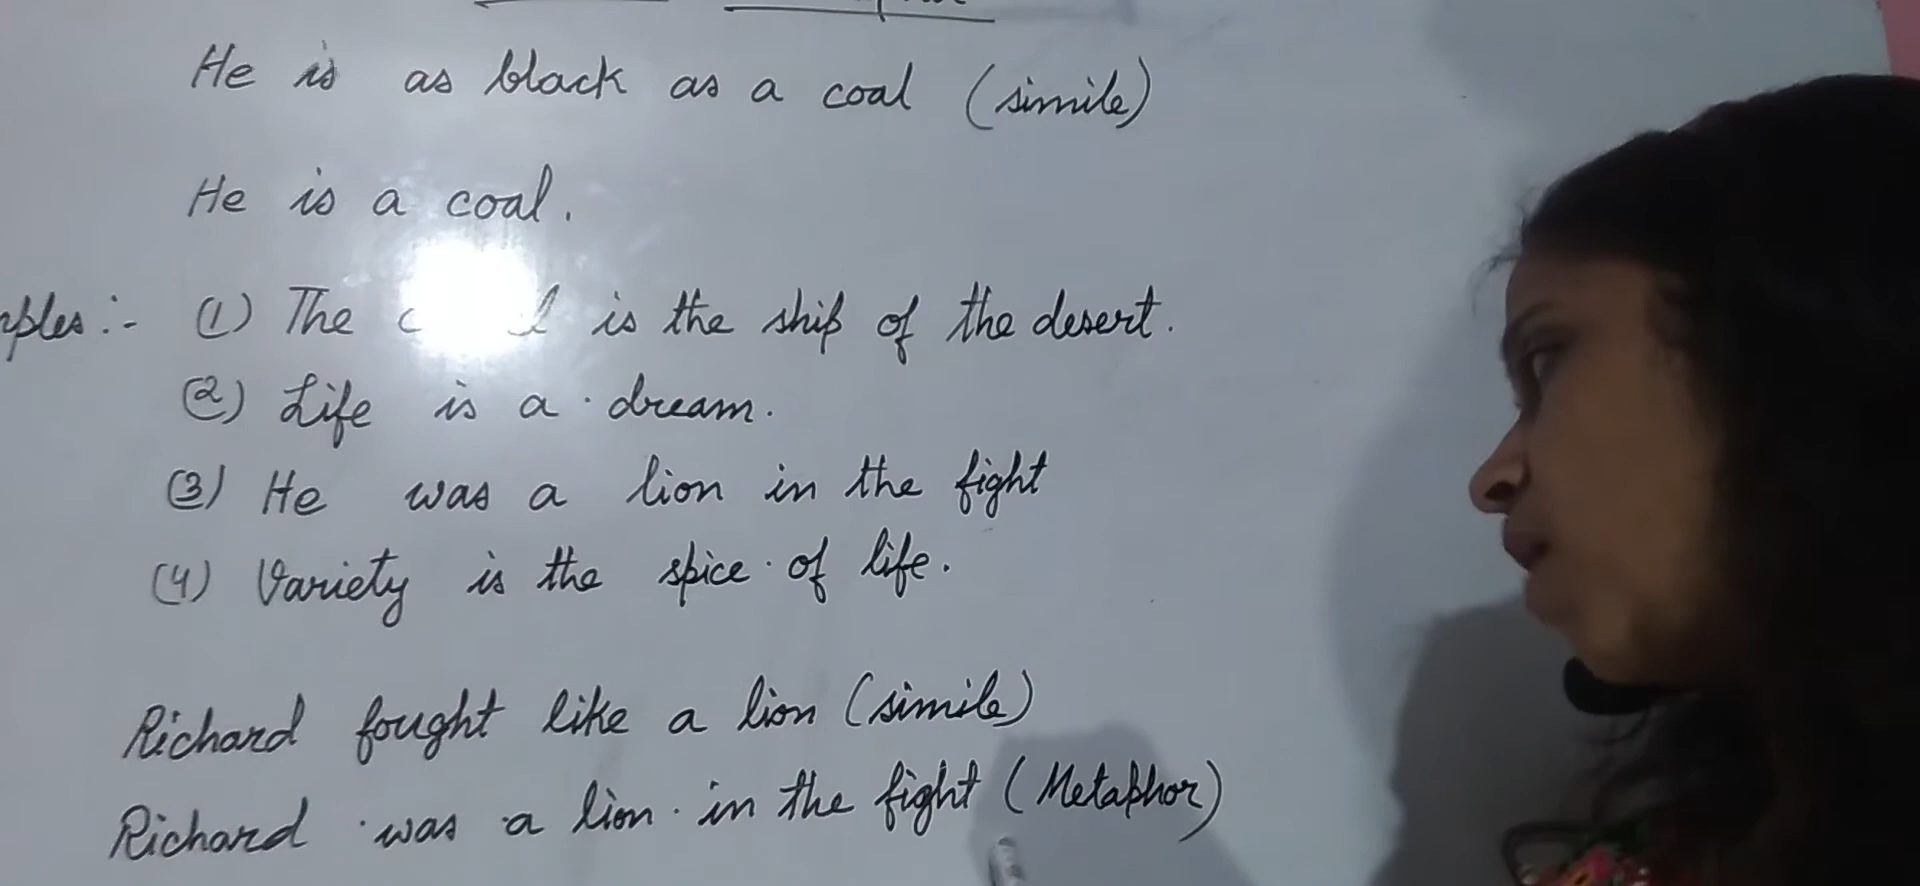 He is as black as a coal (simile)
He is a coal.
(1) The is the ship of the desert.
(2) Life is a dream.
(3) He was a lion in the fight
(4) Variety is the spice of life.
Richard fought like a lion (simile)
Richard was a lion in the fight (Metaphor)